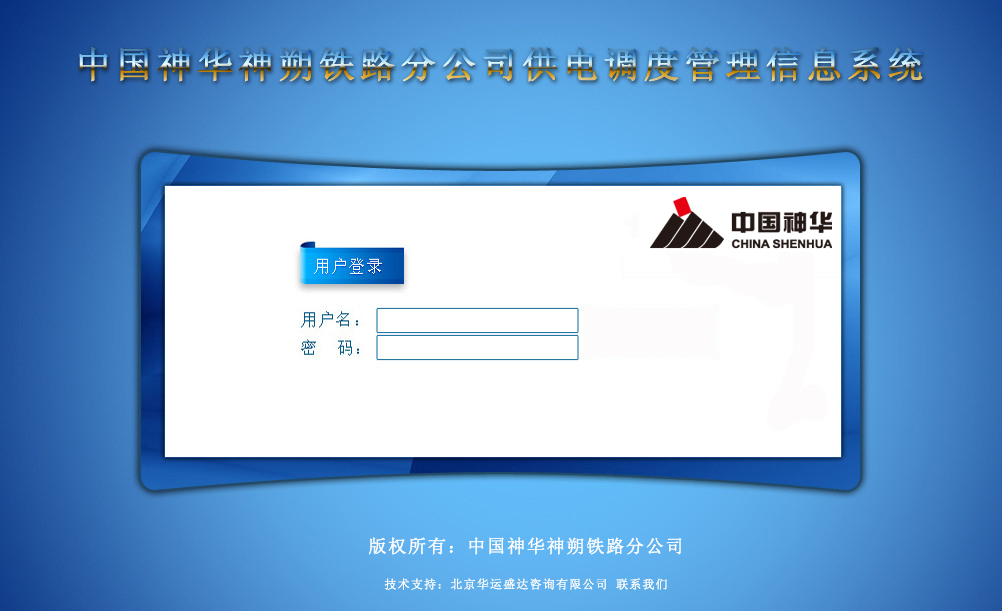 中国神华神朔铁路分公司供电调度管理信息系统
中国神华
CHINA SHENHUA
用户登录
用户名：
密 码：
版权所有：中国神华神朔铁路分公司
技术支持：北京华运盛达咨询有限公司 联系我们